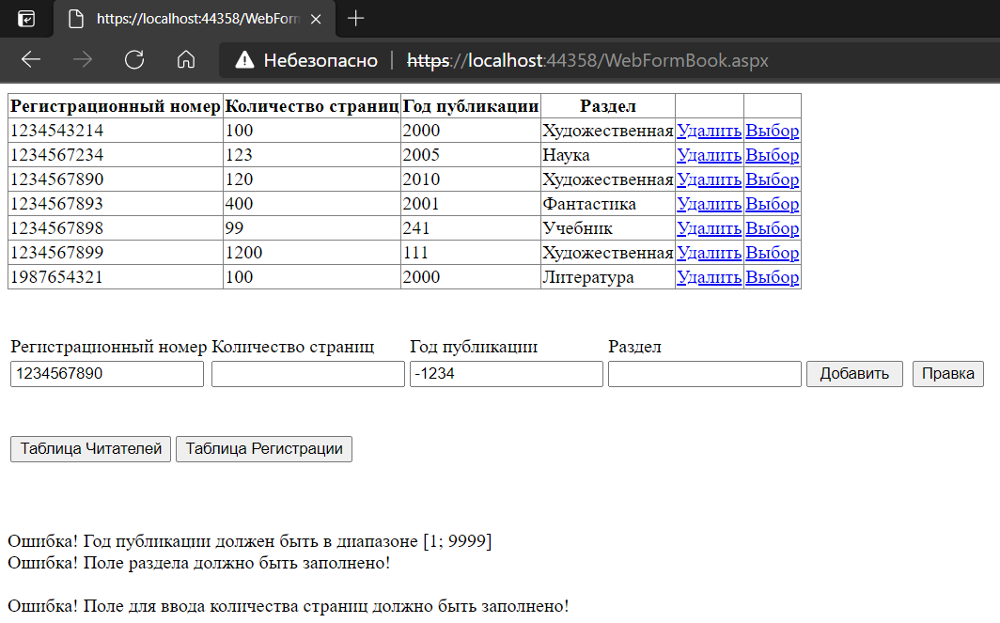 https://localhost:44358/WebForm
Небезопасно https://localhost:44358/WebFormBook.aspx
Регистрационный номер Количество страниц Год публикации Раздел
1234543214 100 2000 Художественная Удалить Выбор
1234567234 123 2005 Наука Удалить Выбор
1234567890 120 2010 Художественная Удалить Выбор
1234567893 400 2001 Фантастика Удалить Выбор
1234567898 99 241 Учебник Удалить Выбор
1234567899 1200 111 Художественная Удалить Выбор
1987654321 100 2000 Литература Удалить Выбор
Регистрационный номер Количество страниц Год публикации Раздел
1234567890 -1234 Добавить Правка
Таблица Читателей Таблица Регистрации
Ошибка! Год публикации должен быть в диапазоне [1; 9999]
Ошибка! Поле раздела должно быть заполнено!
Ошибка! Поле для ввода количества страниц должно быть заполнено!